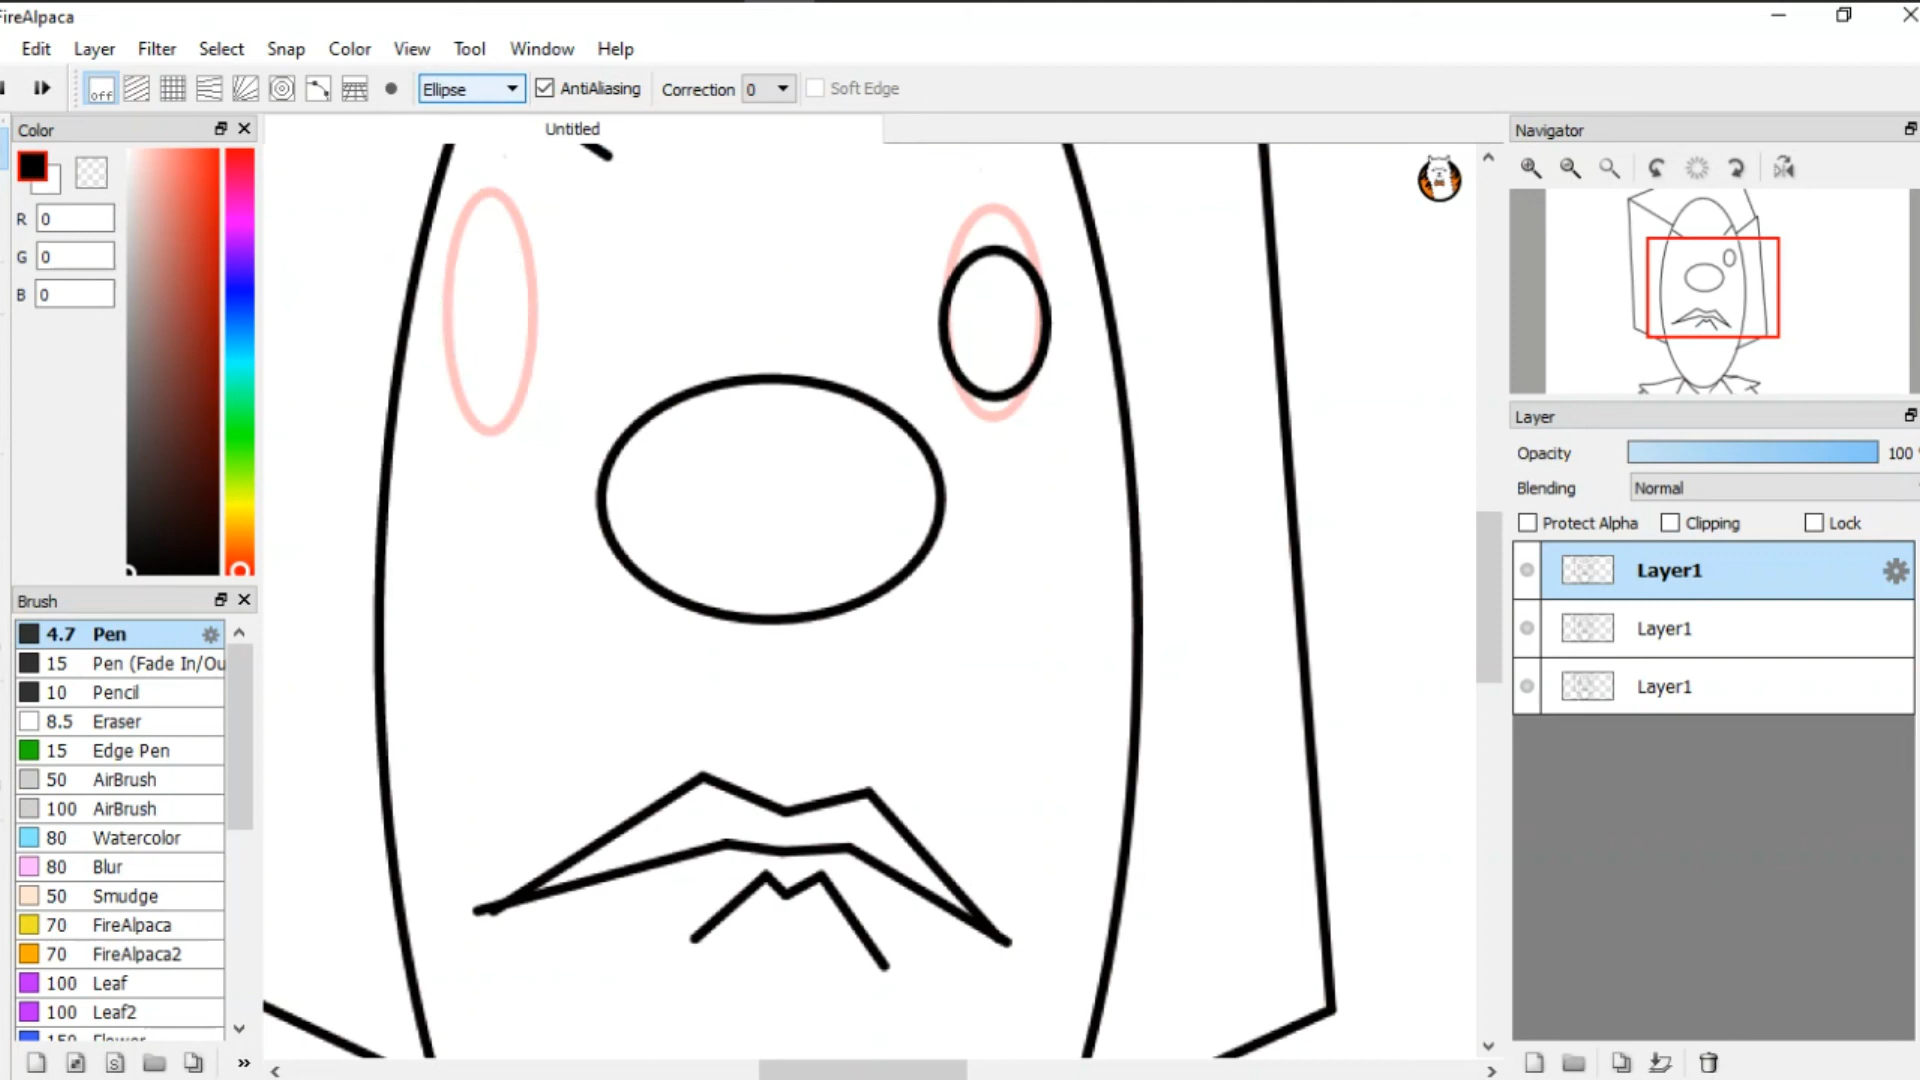 FireAlpaca
Edit Layer Filter Select Snap Color View Tool Window Help
off Ellipse AntiAliasing Correction 0 Soft Edge
Color
Untitled
Navigator
R 0
G 0
B 0
Layer
Opacity 100
Blending Normal
Protect Alpha Clipping Lock
Layer1
Layer1
Layer1
Brush
4.7 Pen
15 Pen (Fade In/Ou
10 Pencil
8.5 Eraser
15 Edge Pen
50 AirBrush
100 AirBrush
80 Watercolor
80 Blur
50 Smudge
70 FireAlpaca
70 FireAlpaca2
100 Leaf
100 Leaf2